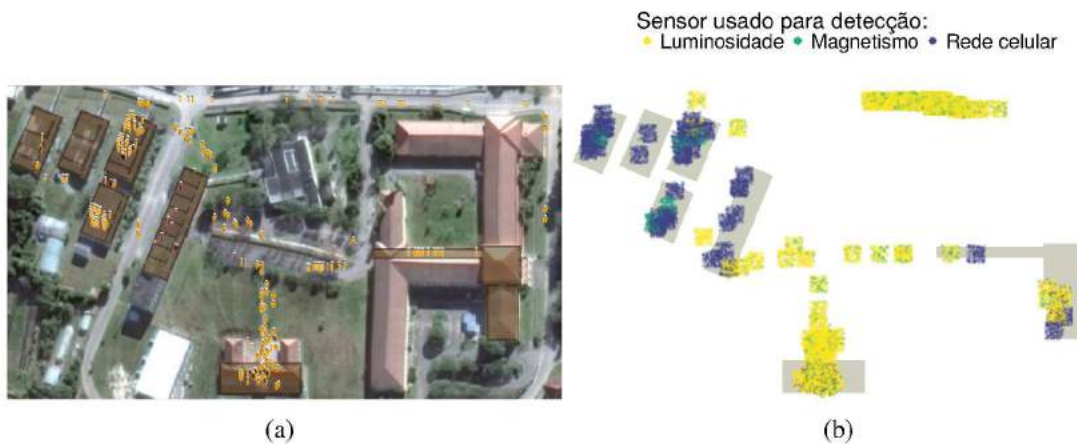 Sensor usado para detecção:
Luminosidade Magnetismo Rede celular
(a)
(b)